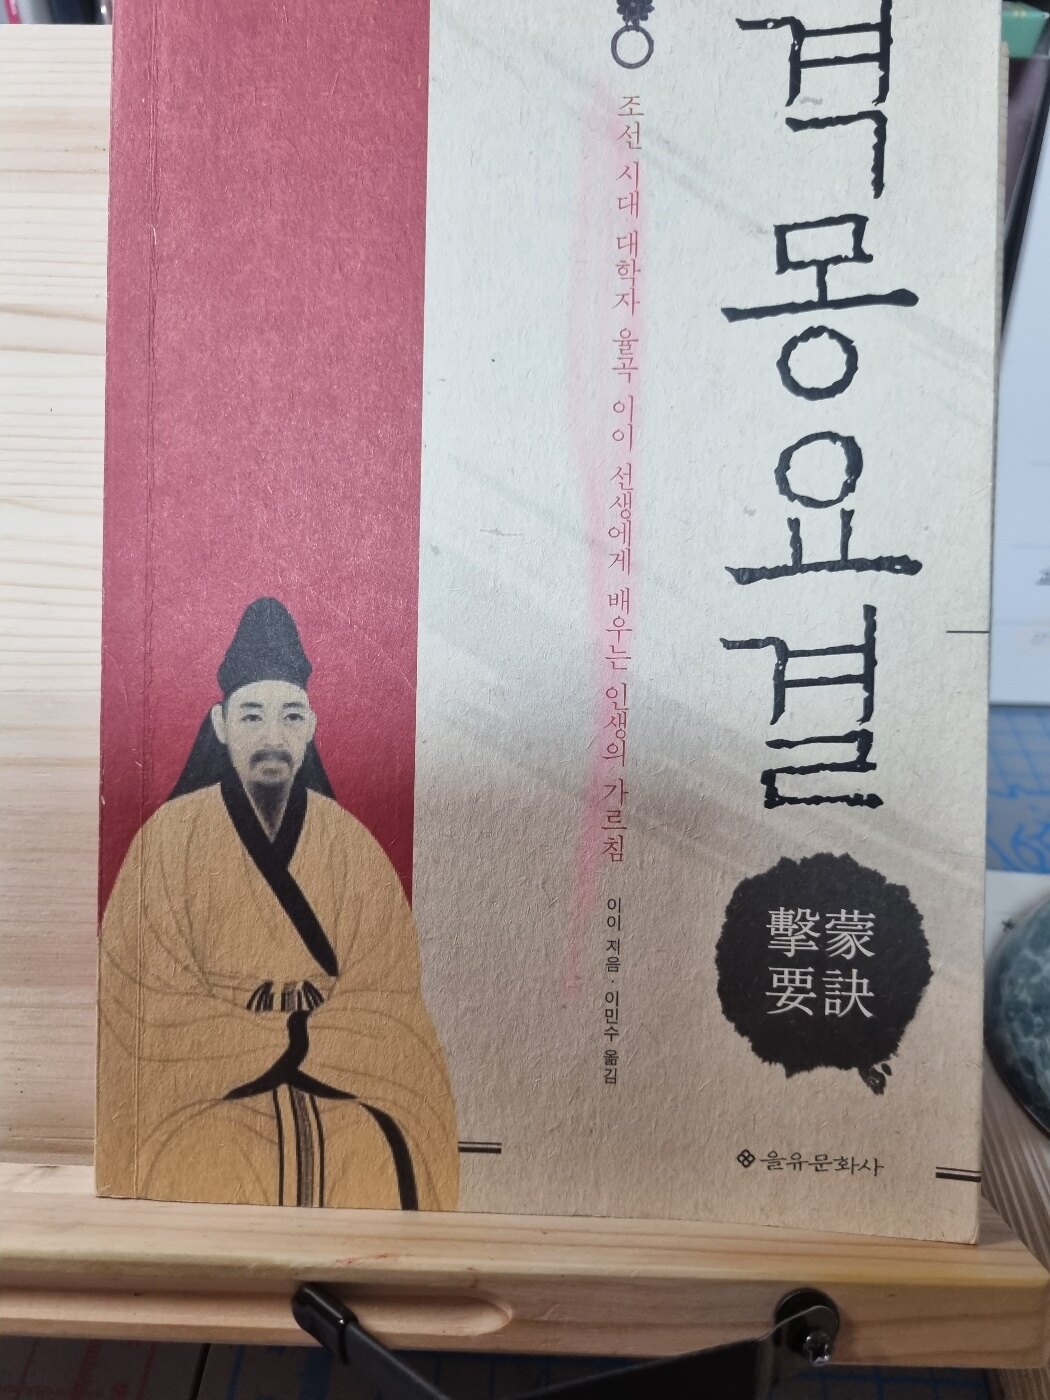 격몽요결
擊蒙
要訣
조선 시대 대학자 율곡 이이 선생에게 배우는 인생의 가르침
이이 지음 · 이민수 옮김
을유문화사